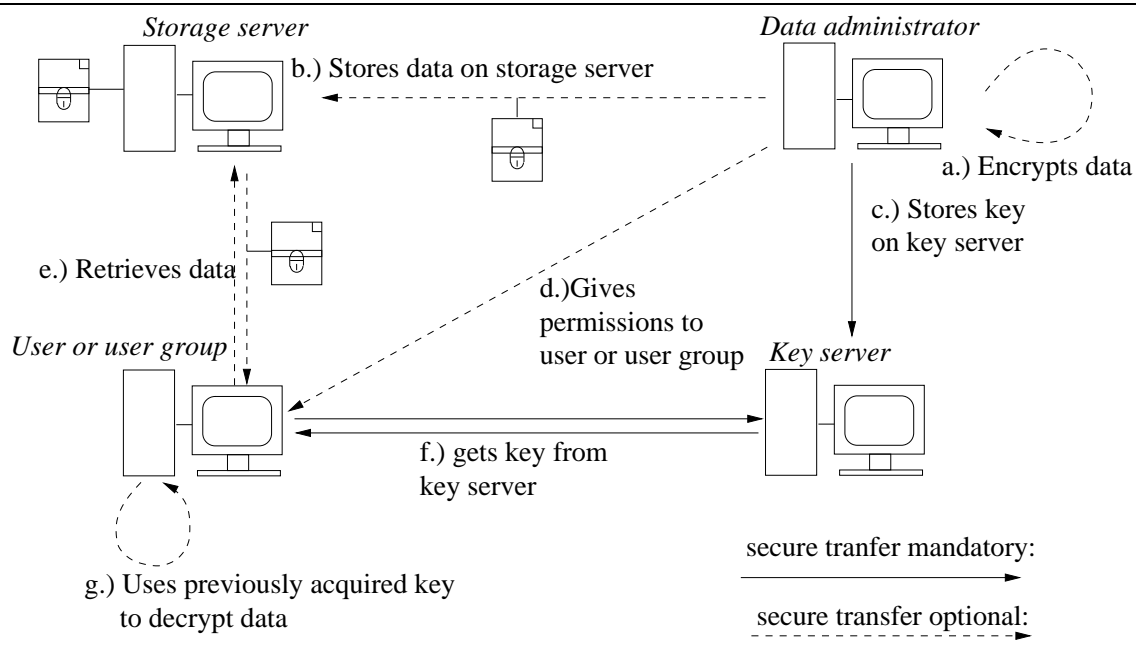 Storage server
Data administrator
b.) Stores data on storage server
a.) Encrypts data
c.) Stores key
on key server
e.) Retrieves data
d.)Gives
permissions to
user or user group
User or user group
Key server
f.) gets key from
key server
g.) Uses previously acquired key
to decrypt data
secure tranfer mandatory:
secure transfer optional: